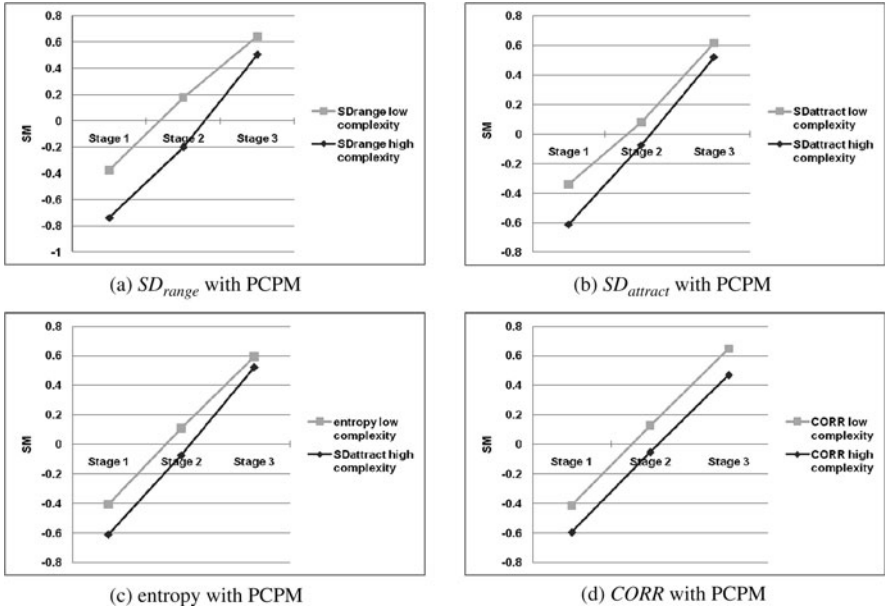 0.8
0.6
0.4
0.2
0
-0.2
-0.4
-0.6
-0.8
-1
SM
Stage 1
Stage 2
Stage 3
SDrange low
complexity
SDrange high
complexity
(a) SDrange with PCPM
0.8
0.6
0.4
0.2
0
-0.2
-0.4
-0.6
-0.8
SM
Stage 1
Stage 2
Stage 3
SDattract low
complexity
SDattract high
complexity
(b) SDattract with PCPM
0.8
0.6
0.4
0.2
0
-0.2
-0.4
-0.6
-0.8
SM
Stage 1
Stage 2
Stage 3
entropy low
complexity
SDattract high
complexity
(c) entropy with PCPM
0.8
0.6
0.4
0.2
0
-0.2
-0.4
-0.6
-0.8
SM
Stage 1
Stage 2
Stage 3
CORR low
complexity
CORR high
complexity
(d) CORR with PCPM